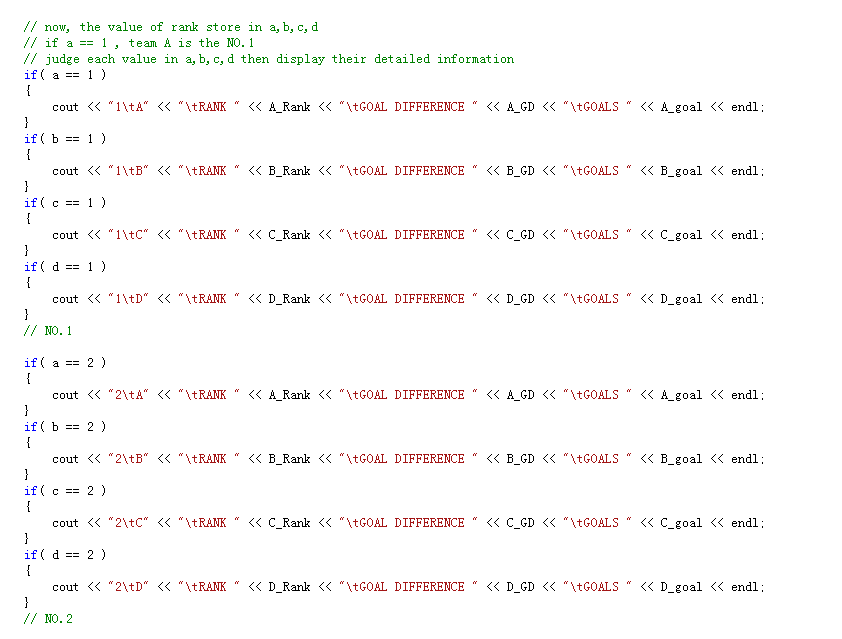 // now, the value of rank store in a,b,c,d
// if a == 1 , team A is the NO.1
// judge each value in a,b,c,d then display their detailed information
if( a == 1 )
{
    cout << "1\tA" << "\tRANK " << A_Rank << "\tGOAL DIFFERENCE " << A_GD << "\tGOALS " << A_goal << endl;
}
if( b == 1 )
{
    cout << "1\tB" << "\tRANK " << B_Rank << "\tGOAL DIFFERENCE " << B_GD << "\tGOALS " << B_goal << endl;
}
if( c == 1 )
{
    cout << "1\tC" << "\tRANK " << C_Rank << "\tGOAL DIFFERENCE " << C_GD << "\tGOALS " << C_goal << endl;
}
if( d == 1 )
{
    cout << "1\tD" << "\tRANK " << D_Rank << "\tGOAL DIFFERENCE " << D_GD << "\tGOALS " << D_goal << endl;
}
// NO.1

if( a == 2 )
{
    cout << "2\tA" << "\tRANK " << A_Rank << "\tGOAL DIFFERENCE " << A_GD << "\tGOALS " << A_goal << endl;
}
if( b == 2 )
{
    cout << "2\tB" << "\tRANK " << B_Rank << "\tGOAL DIFFERENCE " << B_GD << "\tGOALS " << B_goal << endl;
}
if( c == 2 )
{
    cout << "2\tC" << "\tRANK " << C_Rank << "\tGOAL DIFFERENCE " << C_GD << "\tGOALS " << C_goal << endl;
}
if( d == 2 )
{
    cout << "2\tD" << "\tRANK " << D_Rank << "\tGOAL DIFFERENCE " << D_GD << "\tGOALS " << D_goal << endl;
}
// NO.2